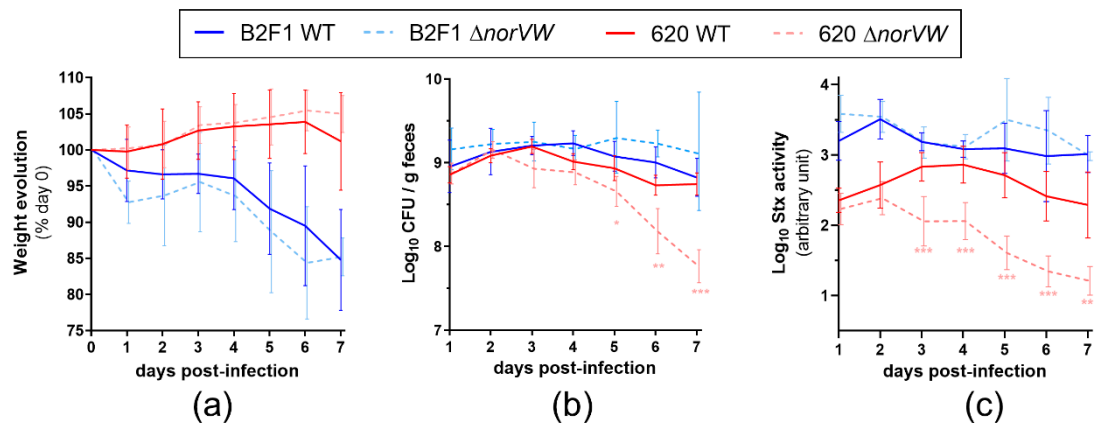 B2F1 WT B2F1 ΔnorVW 620 WT 620 ΔnorVW
Weight evolution
(% day 0)
110
105
100
95
90
85
80
75
0 1 2 3 4 5 6 7
days post-infection
(a)
Log₁₀ CFU / g feces
10
9
8
7
* ** ***
1 2 3 4 5 6 7
days post-infection
(b)
Log₁₀ Stx activity
(arbitrary unit)
4
3
2
1
*** *** *** *** **
1 2 3 4 5 6 7
days post-infection
(c)